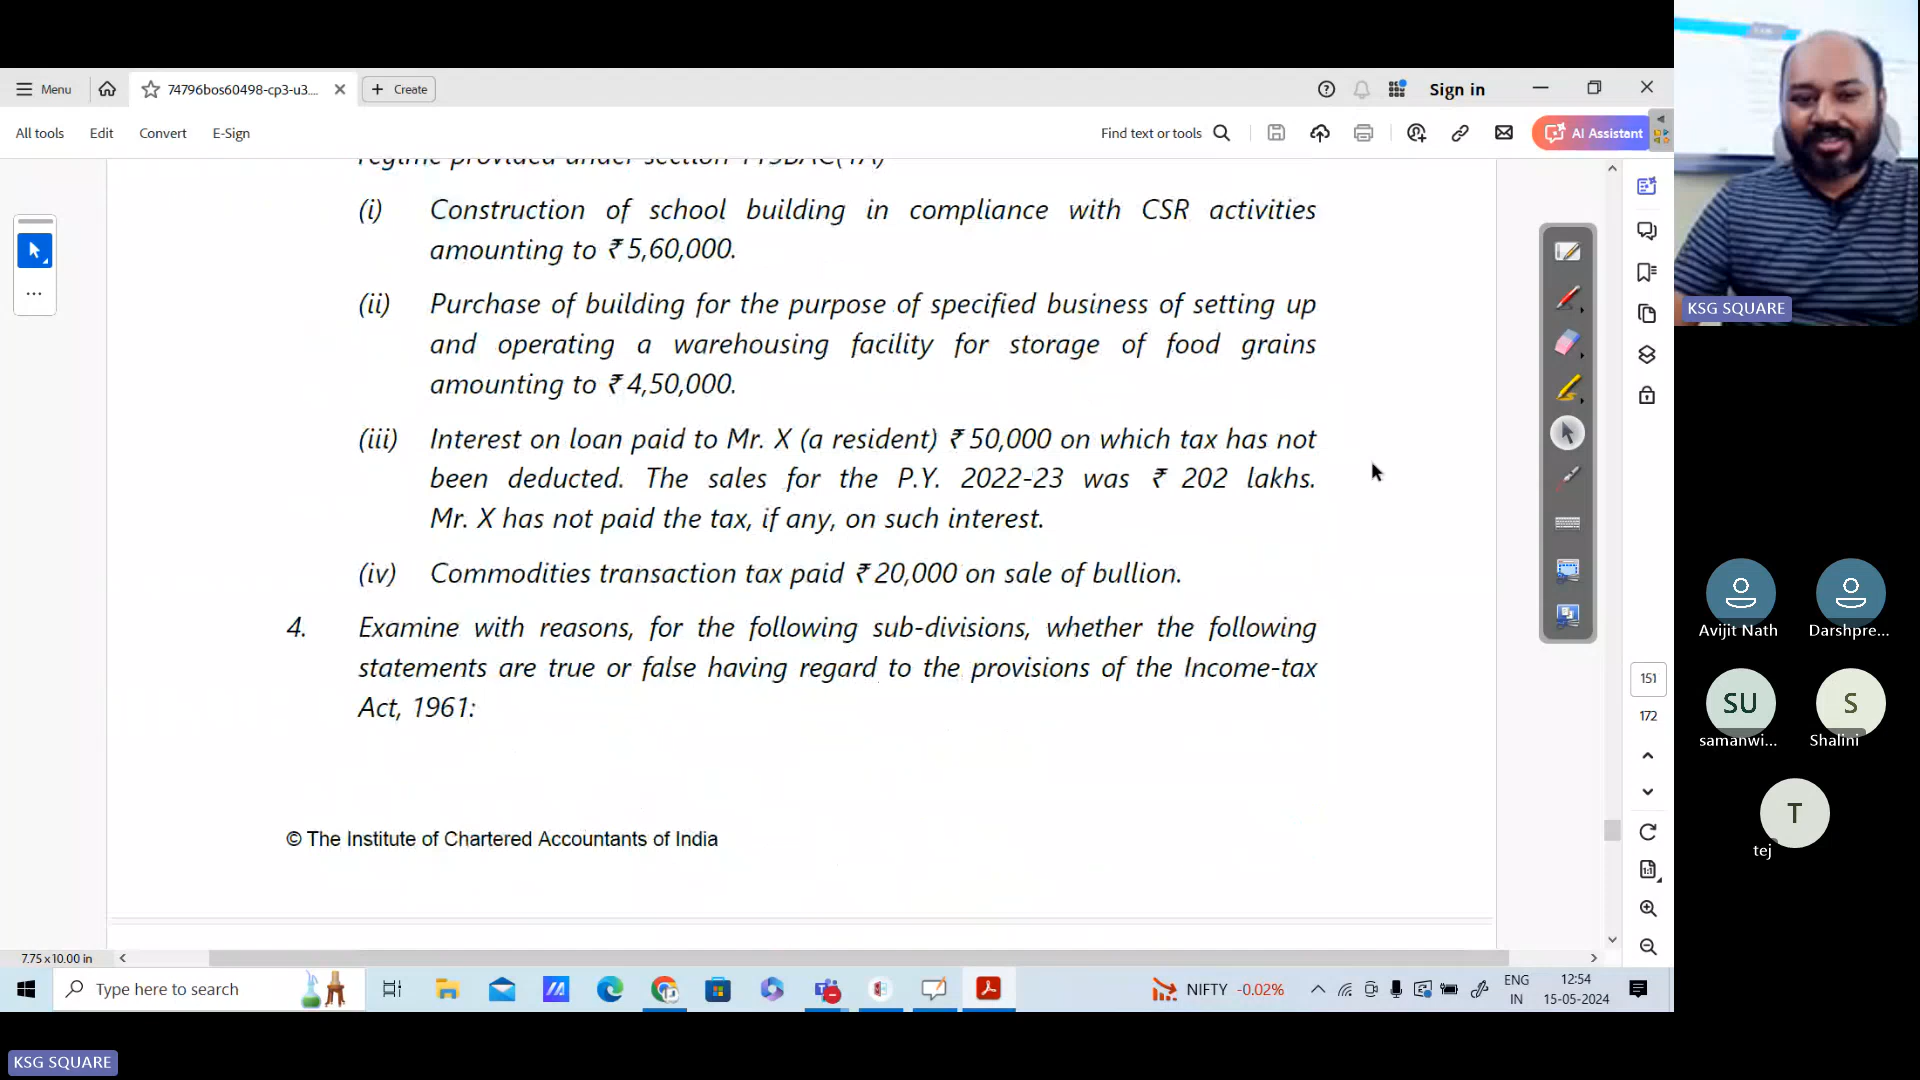 Menu
74796bos60498-cp3-u3....
Create
Sign in
All tools
Edit
Convert
E-Sign
Find text or tools
AI Assistant
regime provided under section 115BAC(1A)
(i) Construction of school building in compliance with CSR activities
amounting to ₹ 5,60,000.
(ii) Purchase of building for the purpose of specified business of setting up
and operating a warehousing facility for storage of food grains
amounting to ₹ 4,50,000.
(iii) Interest on loan paid to Mr. X (a resident) ₹ 50,000 on which tax has not
been deducted. The sales for the P.Y. 2022-23 was ₹ 202 lakhs.
Mr. X has not paid the tax, if any, on such interest.
(iv) Commodities transaction tax paid ₹ 20,000 on sale of bullion.
4. Examine with reasons, for the following sub-divisions, whether the following
statements are true or false having regard to the provisions of the Income-tax
Act, 1961:
© The Institute of Chartered Accountants of India
151
172
7.75 x 10.00 in
Type here to search
NIFTY -0.02%
ENG
IN
12:54
15-05-2024
KSG SQUARE
Avijit Nath
Darshpre...
SU
samanwi...
S
Shalini
T
tej
KSG SQUARE